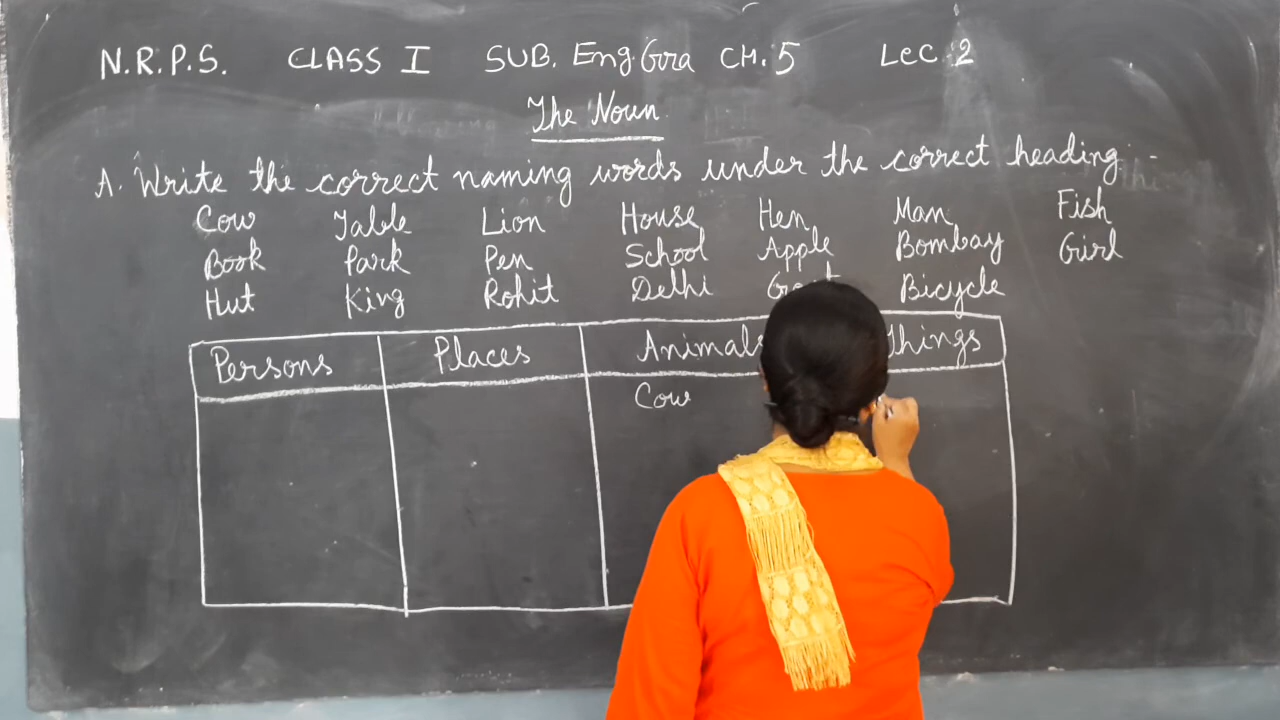 N.R.P.S. CLASS I SUB. Eng.Gra CH. 5 LeC. 2
The Noun
A. Write the correct naming words under the correct heading.
Cow Table Lion House Hen Man Fish
Book Park Pen School Apple Bombay Girl
Hut King Rohit Delhi Bicycle
Persons Places Animals Things
Cow